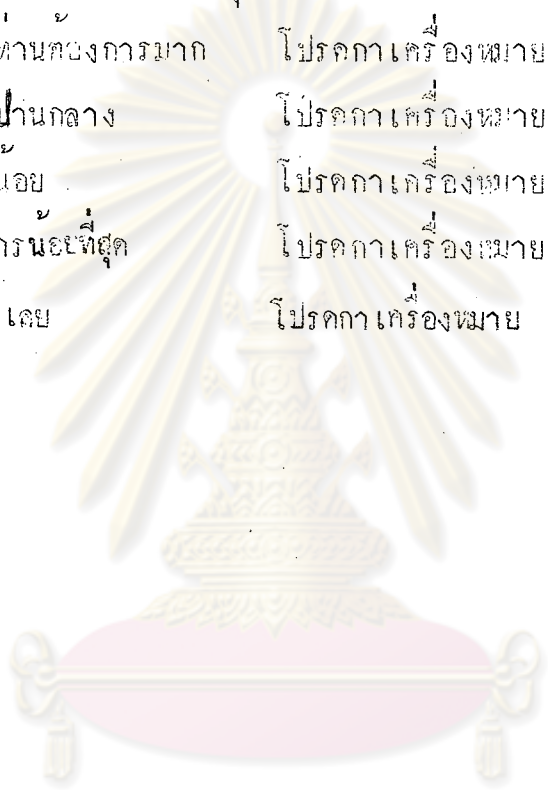 ท่านต้องการมาก โปรดกาเครื่องหมาย
ปานกลาง โปรดกาเครื่องหมาย
น้อย โปรดกาเครื่องหมาย
น้อยที่สุด โปรดกาเครื่องหมาย
เลย โปรดกาเครื่องหมาย